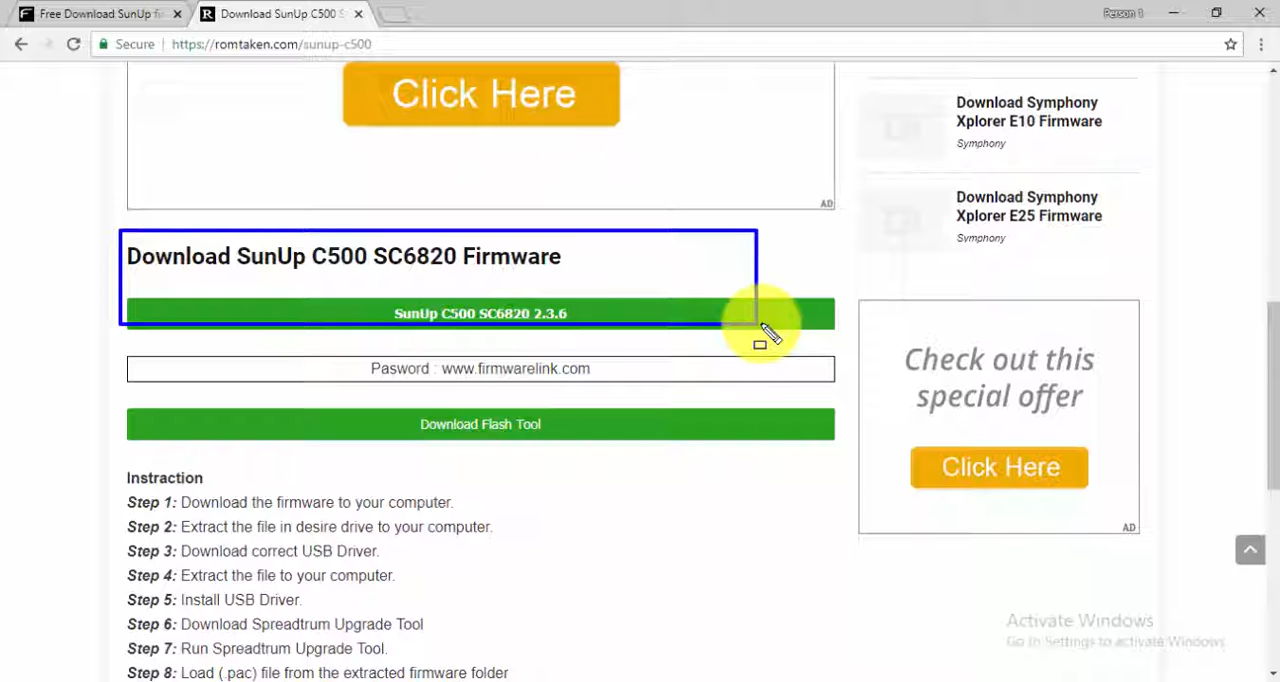 Free Download SunUp fi
Download SunUp C500 S
Person 1
Secure
https://romtaken.com/sunup-c500
Click Here
AD
Download Symphony
Xplorer E10 Firmware
Symphony
Download Symphony
Xplorer E25 Firmware
Symphony
Download SunUp C500 SC6820 Firmware
SunUp C500 SC6820 2.3.6
Pasword : www.firmwarelink.com
Download Flash Tool
Check out this
special offer
Click Here
AD
Instraction
Step 1: Download the firmware to your computer.
Step 2: Extract the file in desire drive to your computer.
Step 3: Download correct USB Driver.
Step 4: Extract the file to your computer.
Step 5: Install USB Driver.
Step 6: Download Spreadtrum Upgrade Tool
Step 7: Run Spreadtrum Upgrade Tool.
Step 8: Load (.pac) file from the extracted firmware folder
Activate Windows
Go to Settings to activate Windows.